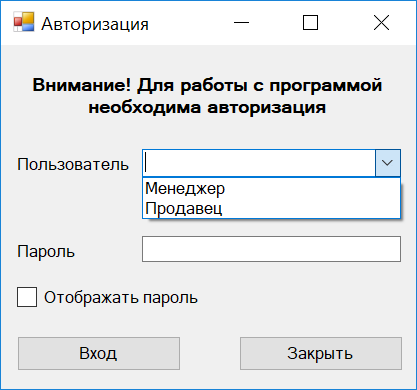 Авторизация
Внимание! Для работы с программой
необходима авторизация
Пользователь
Менеджер
Продавец
Пароль
Отображать пароль
Вход Закрыть